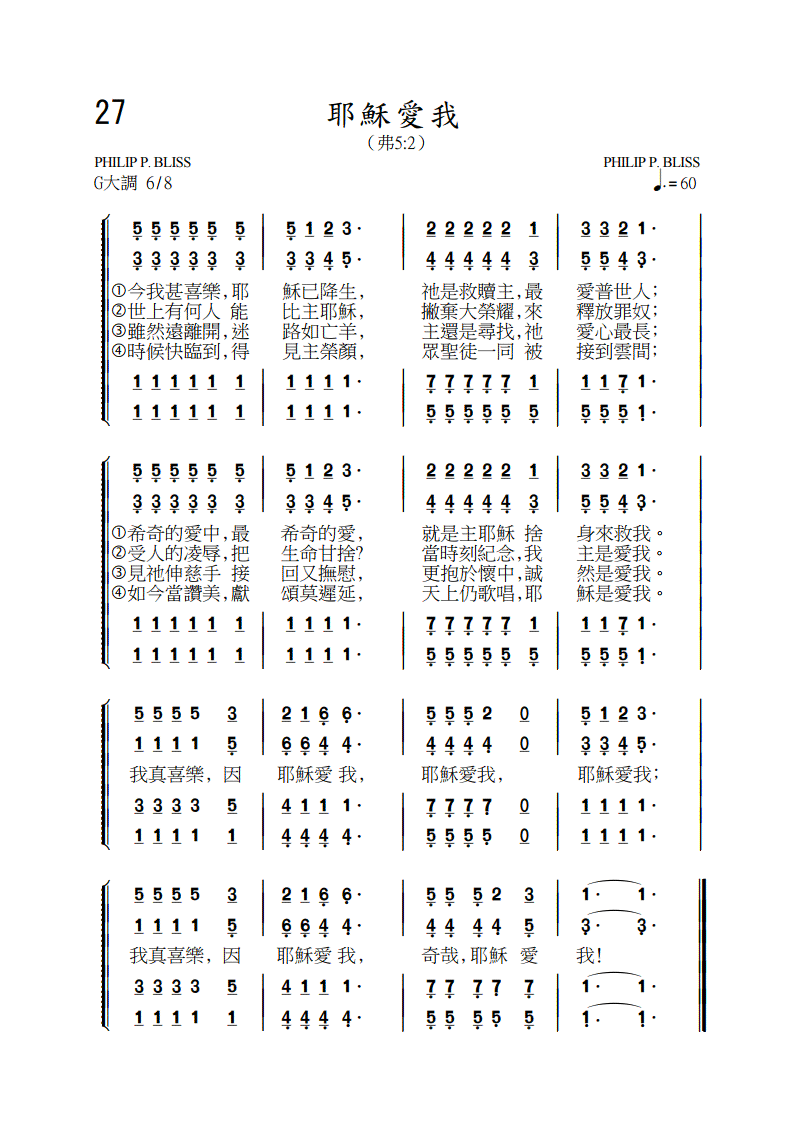 27
耶穌愛我
（弗5:2）
PHILIP P. BLISS PHILIP P. BLISS
G大調 6/8 ♩. = 60
5 5 5 5 5 5 | 5 1 2 3· | 2 2 2 2 2 1 | 3 3 2 1· |
3 3 3 3 3 3 | 3 3 4 5· | 4 4 4 4 4 3 | 5 5 4 3· |
①今我甚喜樂,耶 穌已降生, 祂是救贖主,最 愛普世人;
②世上有何人 能 比主耶穌, 撇棄大榮耀,來 釋放罪奴;
③雖然遠離開,迷 路如亡羊, 主還是尋找,祂 愛心最長;
④時候快臨到,得 見主榮顏, 眾聖徒一同 被 接到雲間;
1 1 1 1 1 1 | 1 1 1 1· | 7 7 7 7 7 1 | 1 1 7 1· |
1 1 1 1 1 1 | 1 1 1 1· | 5 5 5 5 5 5 | 5 5 5 1· |
5 5 5 5 5 5 | 5 1 2 3· | 2 2 2 2 2 1 | 3 3 2 1· |
3 3 3 3 3 3 | 3 3 4 5· | 4 4 4 4 4 3 | 5 5 4 3· |
①希奇的愛中,最 希奇的愛, 就是主耶穌 捨 身來救我。
②受人的凌辱,把 生命甘捨? 當時刻紀念,我 主是愛我。
③見祂伸慈手 接 回又撫慰, 更抱於懷中,誠 然是愛我。
④如今當讚美,獻 頌莫遲延, 天上仍歌唱,耶 穌是愛我。
1 1 1 1 1 1 | 1 1 1 1· | 7 7 7 7 7 1 | 1 1 7 1· |
1 1 1 1 1 1 | 1 1 1 1· | 5 5 5 5 5 5 | 5 5 5 1· |
5 5 5 5 3 | 2 1 6 6· | 5 5 5 2 0 | 5 1 2 3· |
1 1 1 1 5 | 6 6 4 4· | 4 4 4 4 0 | 3 3 4 5· |
我真喜樂, 因 耶穌愛 我, 耶穌愛我, 耶穌愛我;
3 3 3 3 5 | 4 1 1 1· | 7 7 7 7 0 | 1 1 1 1· |
1 1 1 1 1 | 4 4 4 4· | 5 5 5 5 0 | 1 1 1 1· |
5 5 5 5 3 | 2 1 6 6· | 5 5 5 2 3 | 1· 1·
1 1 1 1 5 | 6 6 4 4· | 4 4 4 4 5 | 3· 3·
我真喜樂, 因 耶穌愛 我, 奇哉,耶穌 愛 我!
3 3 3 3 5 | 4 1 1 1· | 7 7 7 7 7 | 1· 1·
1 1 1 1 1 | 4 4 4 4· | 5 5 5 5 5 | 1· 1·